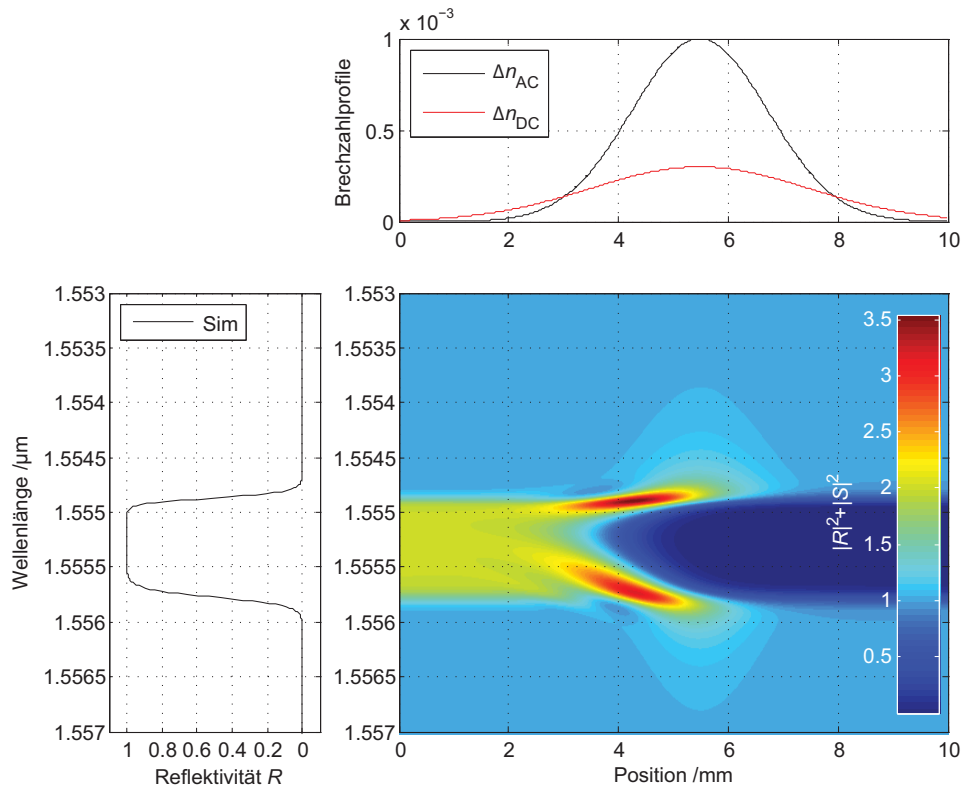 x 10⁻³
1
0.5
0
Brechzahlprofile
Δn_AC
Δn_DC
0 2 4 6 8 10
1.553
1.5535
1.554
1.5545
1.555
1.5555
1.556
1.5565
1.557
Wellenlänge /µm
Sim
1 0.8 0.6 0.4 0.2 0
Reflektivität R
1.553
1.5535
1.554
1.5545
1.555
1.5555
1.556
1.5565
1.557
3.5
3
2.5
2
1.5
1
0.5
|R|²+|S|²
0 2 4 6 8 10
Position /mm